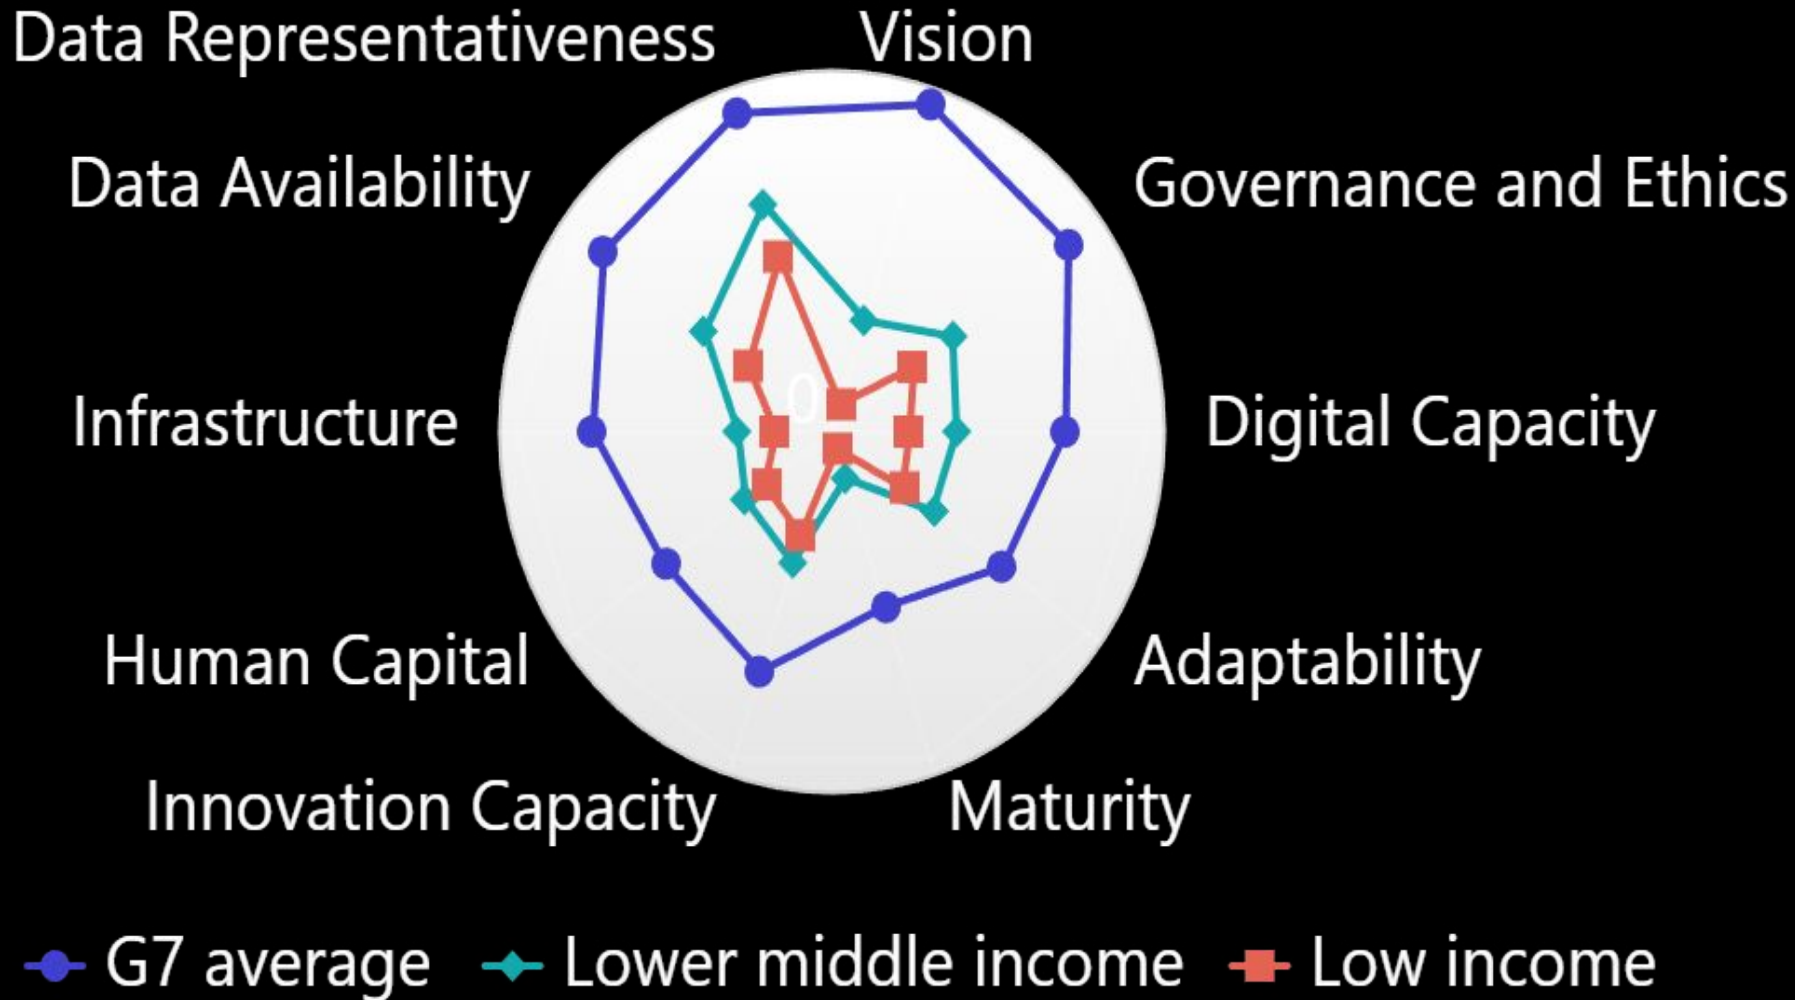 Data Representativeness
Vision
Data Availability
Governance and Ethics
0
Infrastructure
Digital Capacity
Human Capital
Adaptability
Innovation Capacity
Maturity
G7 average
Lower middle income
Low income